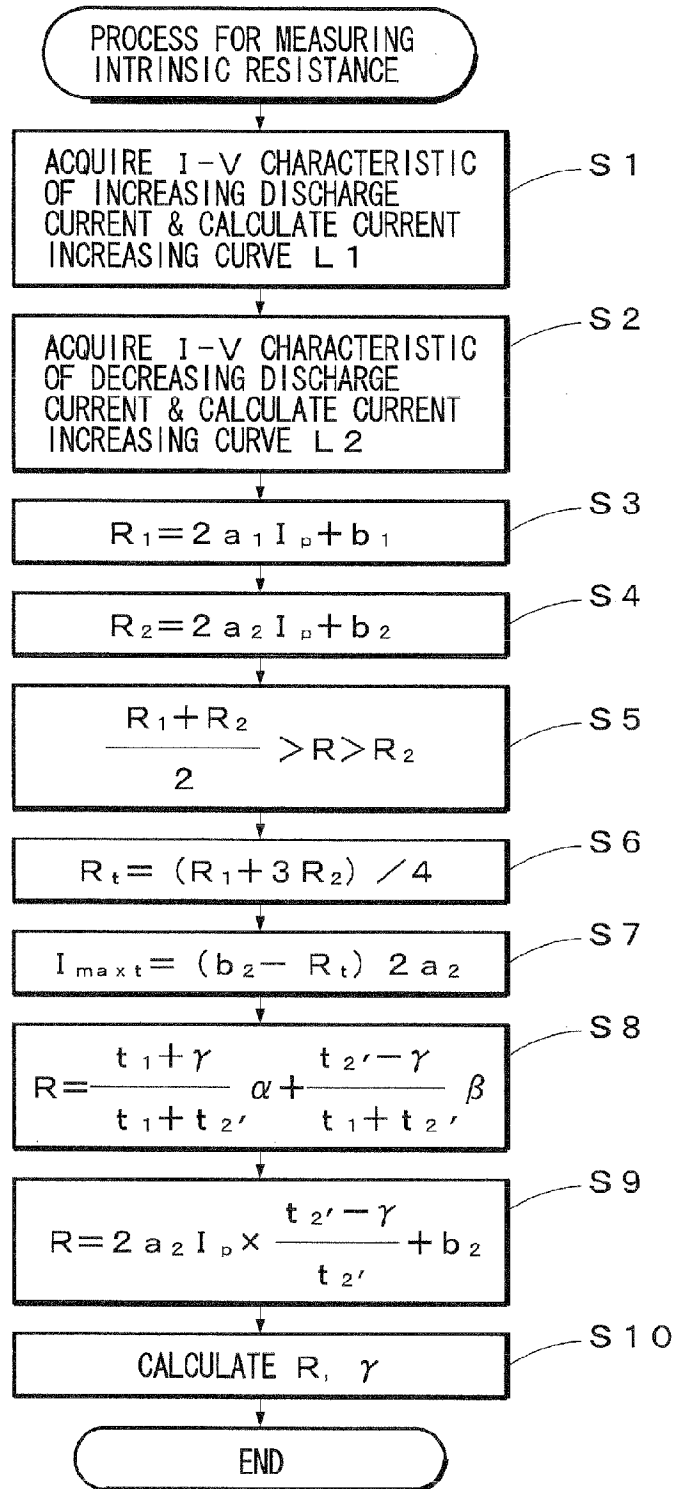 PROCESS FOR MEASURING
INTRINSIC RESISTANCE
ACQUIRE I-V CHARACTERISTIC
OF INCREASING DISCHARGE
CURRENT & CALCULATE CURRENT
INCREASING CURVE L1
S1
ACQUIRE I-V CHARACTERISTIC
OF DECREASING DISCHARGE
CURRENT & CALCULATE CURRENT
INCREASING CURVE L2
S2
R₁=2a₁Iₚ+b₁
S3
R₂=2a₂Iₚ+b₂
S4
(R₁+R₂)/2 >R>R₂
S5
Rₜ=(R₁+3R₂)/4
S6
Iₘₐₓₜ=(b₂-Rₜ)2a₂
S7
R=(t₁+γ)/(t₁+t₂′) α+(t₂′-γ)/(t₁+t₂′) β
S8
R=2a₂Iₚ×(t₂′-γ)/t₂′+b₂
S9
CALCULATE R, γ
S10
END